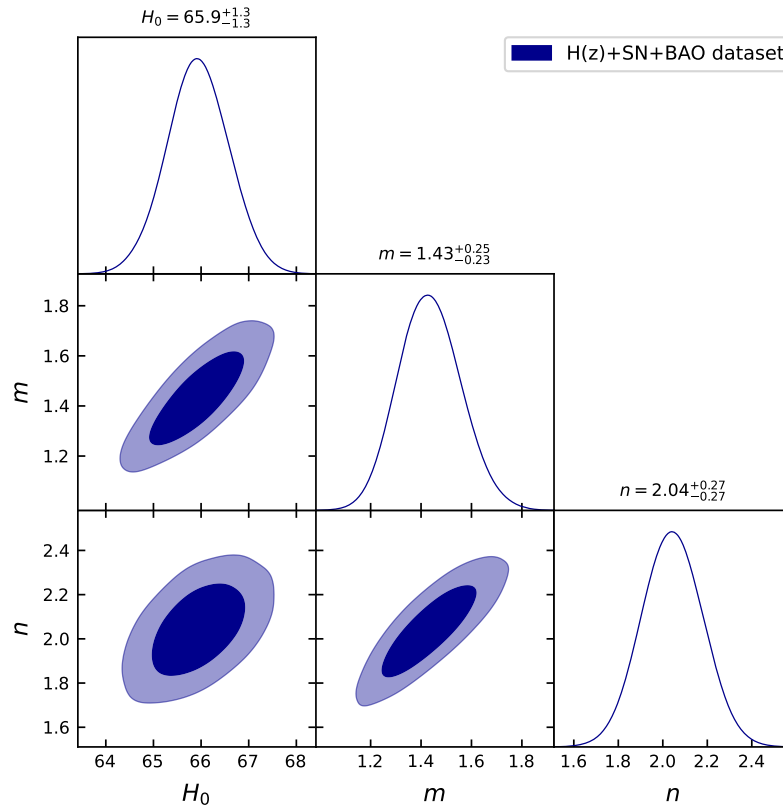 H₀ = 65.9⁺¹·³₋₁.₃
H(z)+SN+BAO dataset
m = 1.43⁺⁰·²⁵₋₀.₂₃
1.8
1.6
1.4
1.2
m
n = 2.04⁺⁰·²⁷₋₀.₂₇
2.4
2.2
2.0
1.8
1.6
n
64 65 66 67 68
1.2 1.4 1.6 1.8
1.6 1.8 2.0 2.2 2.4
H₀
m
n